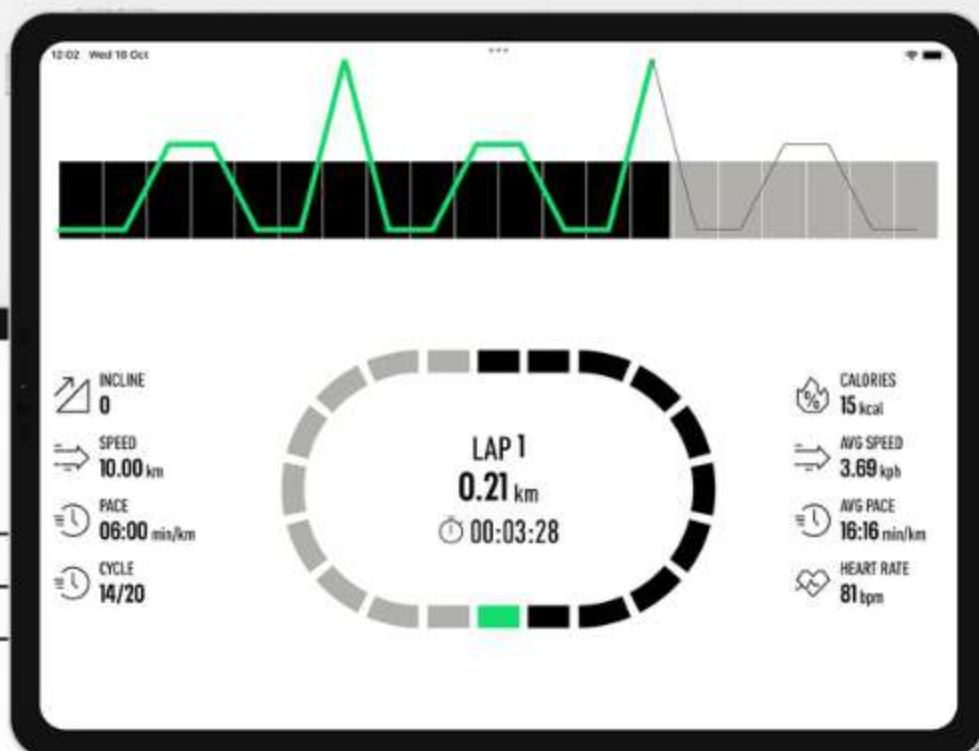 12:02 Wed 16 Oct
INCLINE
0
SPEED
10.00 km
PACE
06:00 min/km
CYCLE
14/20
LAP 1
0.21 km
00:03:28
CALORIES
%
15 kcal
AVG SPEED
3.69 kph
AVG PACE
16:16 min/km
HEART RATE
81 bpm